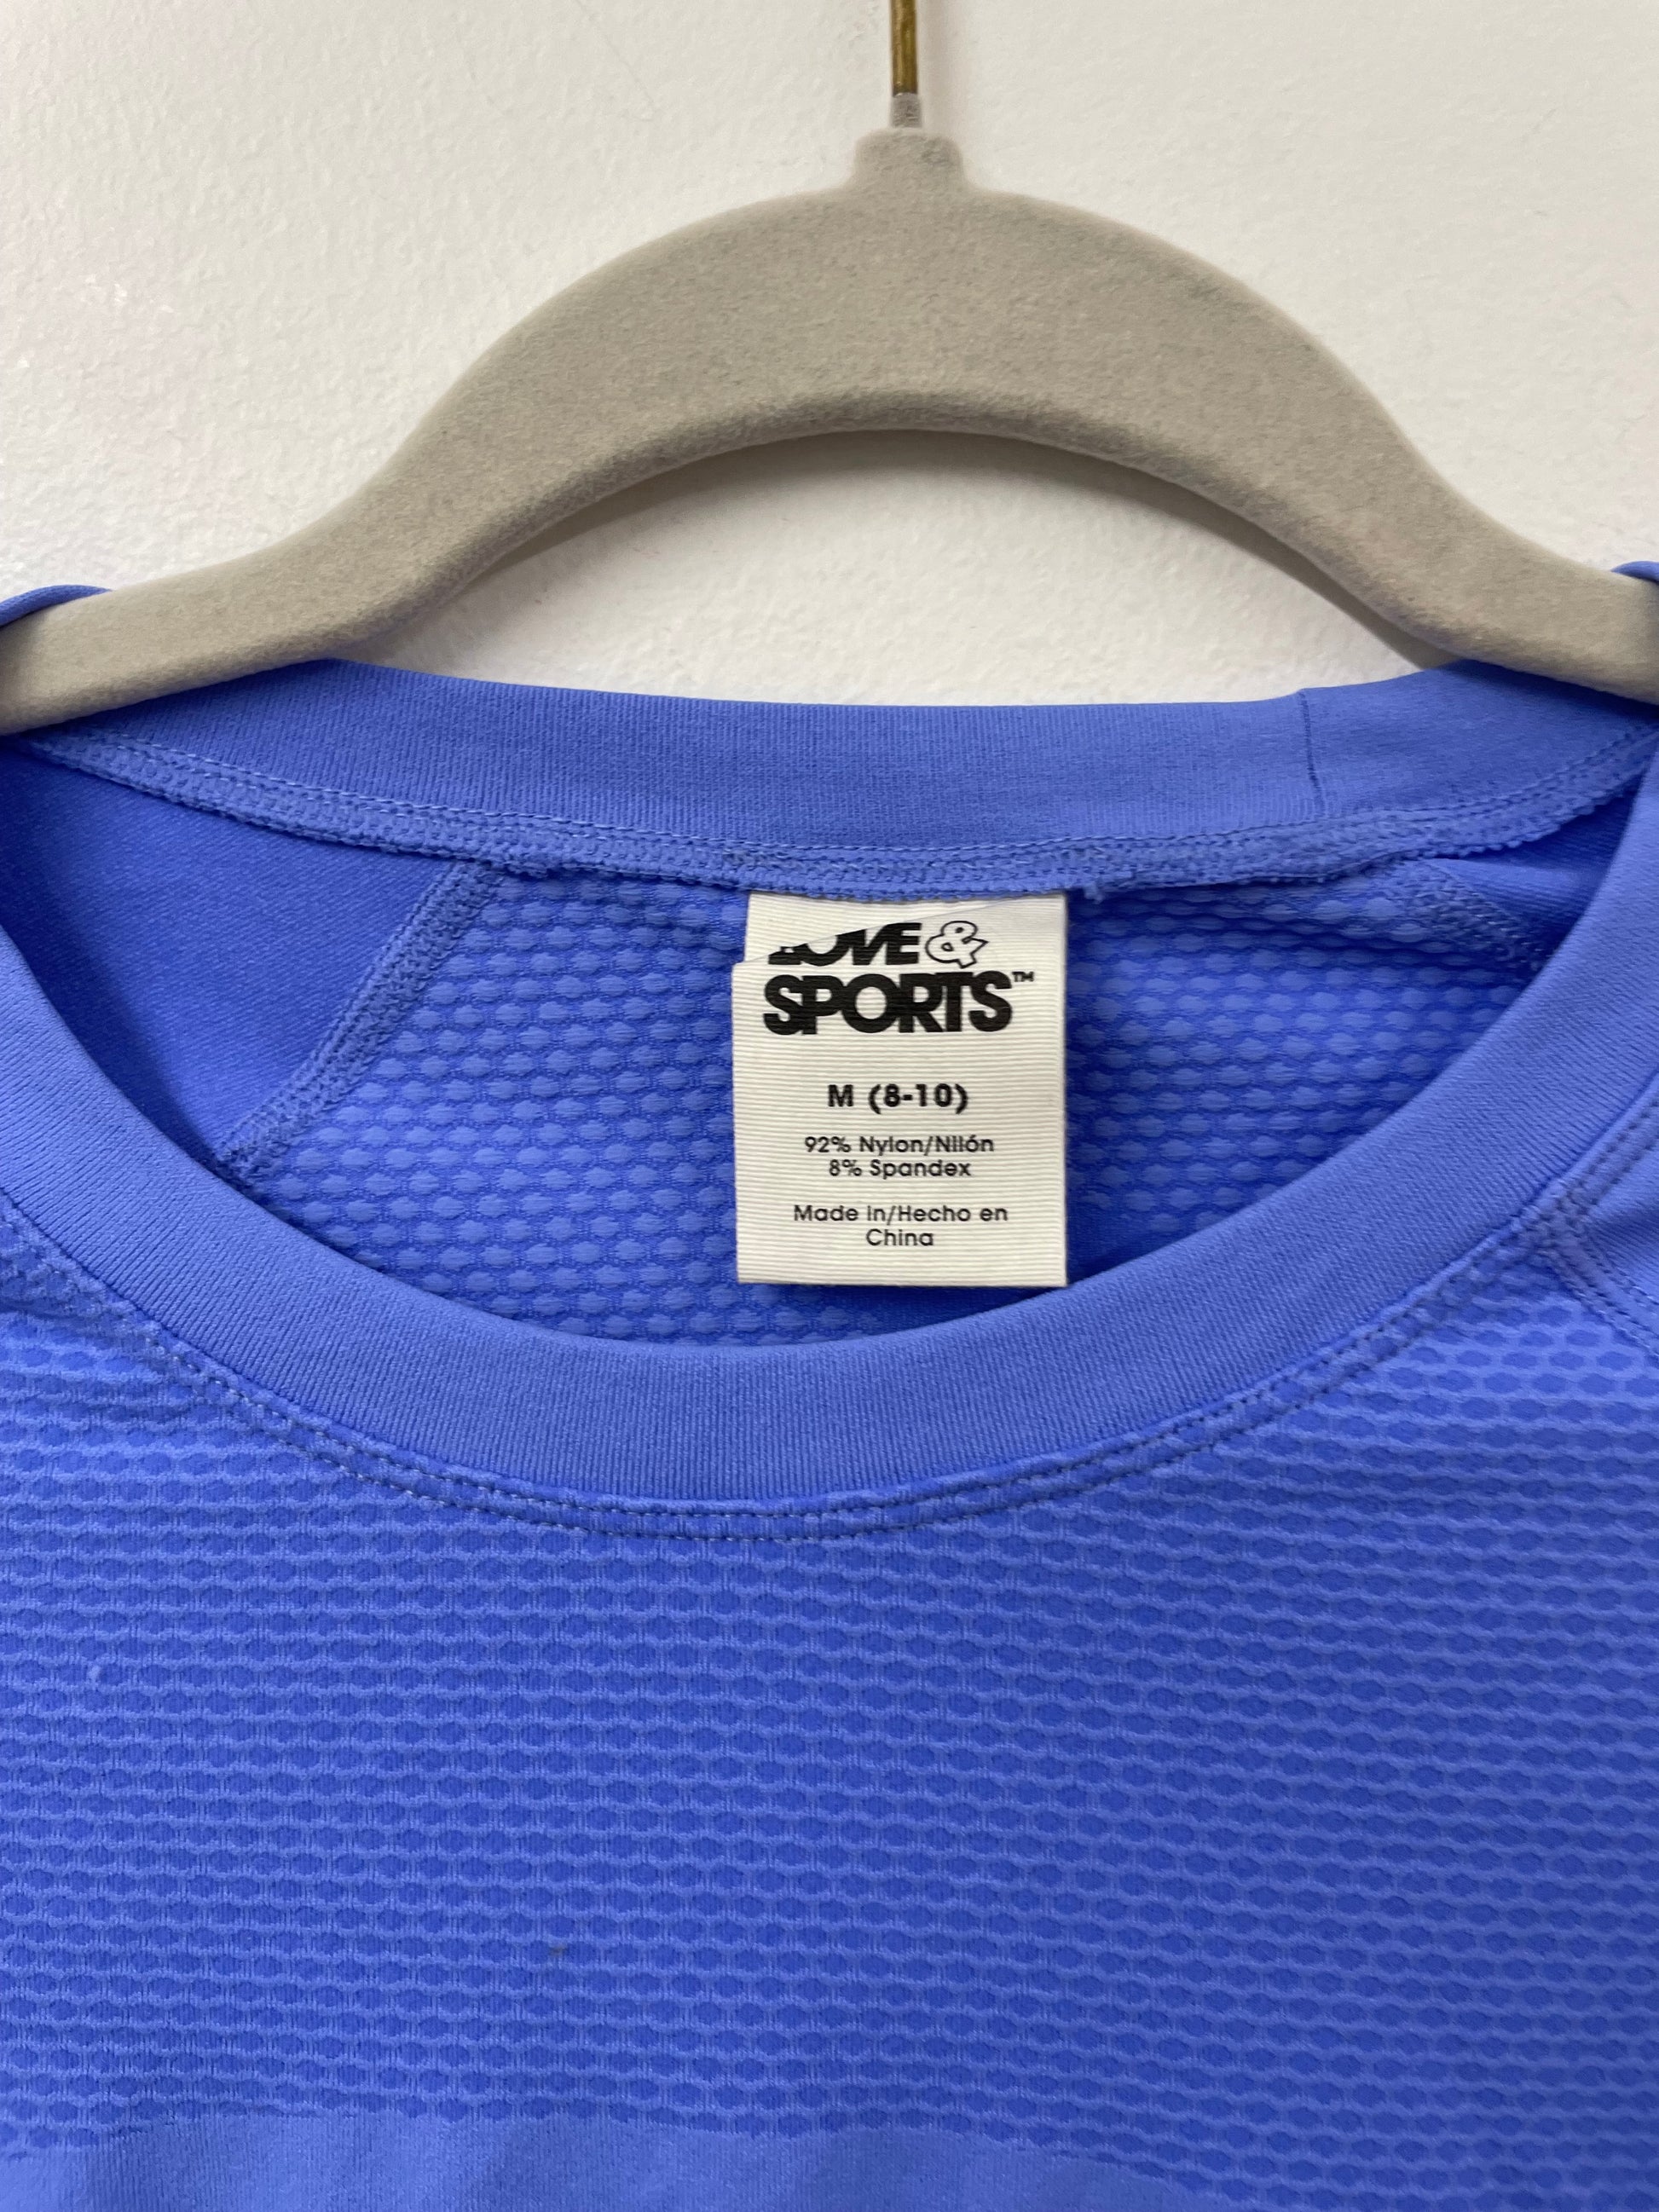 LOVE &
SPORTS™
M (8-10)
92% Nylon/Nilón
8% Spandex
Made in/Hecho en
China